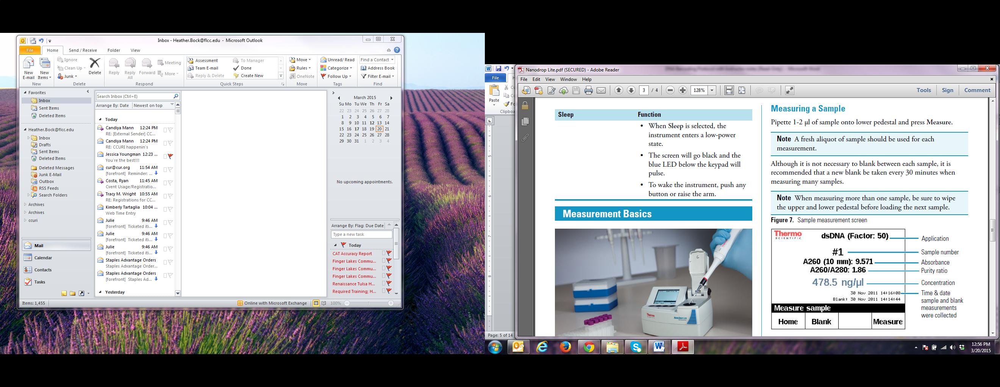 Inbox - Heather.Bock@flcc.edu - Microsoft Outlook
File Home Send / Receive Folder View
New E-mail
New Items
New
Ignore
Clean Up
Junk
Delete
Delete
Reply
Reply All
Forward
Meeting
More
Respond
Assessment
Team E-mail
Reply & Delete
To Manager
Done
Create New
Quick Steps
Move
Rules
OneNote
Move
Unread/ Read
Categorize
Follow Up
Tags
Find a Contact
Address Book
Filter E-mail
Find
Favorites
Inbox
Sent Items
Deleted Items
Heather.Bock@flcc.edu
Inbox
Drafts
Sent Items
Deleted Items
Deleted Messages
Junk E-Mail
Outbox
RSS Feeds
Search Folders
Archives
Archives
ccuri
Mail
Calendar
Contacts
Tasks
Items: 1,455
Search Inbox (Ctrl+E)
Arrange By: Date Newest on top
Today
Candiya Mann 12:24 PM
RE: [External Sender] CC...
Candiya Mann 12:24 PM
RE: CCURI happenin's
Jessica Youngman 12:23 ...
You're the best!!!!
cur@cur.org 11:54 AM
[forefront] Reminder: ...
Costa, Ryan 11:45 AM
Cvent Usage/Registratio...
Tracy M. Wright 10:55 AM
RE: Registrations for CC...
Kimberly Tartaglia 10:04 ...
Web Time Entry
Julie 9:46 AM
[forefront] Ticketed iti...
Julie 9:46 AM
[forefront] Ticketed iti...
Julie 9:46 AM
[forefront] Ticketed iti...
Staples Advantage Orders
Staples Advantage Order...
Staples Advantage Orders
[forefront] Staples Ad...
Yesterday
March 2015
Su Mo Tu We Th Fr Sa
22 23 24 25 26 27 28
1 2 3 4 5 6 7
8 9 10 11 12 13 14
15 16 17 18 19 20 21
22 23 24 25 26 27 28
29 30 31 1 2 3 4
No upcoming appointments.
Arrange By: Flag: Due Date
Type a new task
Today
CAT Accuracy Report
Finger Lakes Commu...
Finger Lakes Commu...
Finger Lakes Commu...
Renaissance Tulsa H...
Required Training; H...
Online with Microsoft Exchange 100%
File
Paste
Clipboa
5
6
7
8
Page: 5 of 14
Nanodrop Lite.pdf (SECURED) - Adobe Reader
File Edit View Window Help
3 / 4 128% Tools Sign Comment
Sleep Function
• When Sleep is selected, the
instrument enters a low-power
state.
• The screen will go black and the
blue LED below the keypad will
pulse.
• To wake the instrument, push any
button or raise the arm.
Measurement Basics
Thermo
NANODROP LITE
Measuring a Sample
Pipette 1-2 µl of sample onto lower pedestal and press Measure.
Note A fresh aliquot of sample should be used for each
measurement.
Although it is not necessary to blank between each sample, it is
recommended that a new blank be taken every 30 minutes when
measuring many samples.
Note When measuring more than one sample, be sure to wipe
the upper and lower pedestal before loading the next sample.
Figure 7. Sample measurement screen
Thermo
SCIENTIFIC
dsDNA (Factor: 50) Application
#1 Sample number
A260 (10 mm): 9.571 Absorbance
A260/A280: 1.86 Purity ratio
478.5 ng/µl Concentration
30 Nov 2011 14:16:08
Blank: 30 Nov 2011 14:14:44
Time & date
sample and blank
measurements
were collected
Measure sample
Home Blank Measure
12:56 PM
3/20/2015